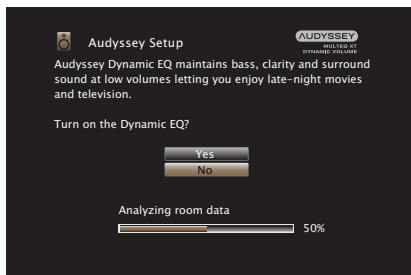 Audyssey Setup
AUDYSSEY
MULTEQ XT
DYNAMIC VOLUME
Audyssey Dynamic EQ maintains bass, clarity and surround
sound at low volumes letting you enjoy late-night movies
and television.
Turn on the Dynamic EQ?
Yes
No
Analyzing room data
50%